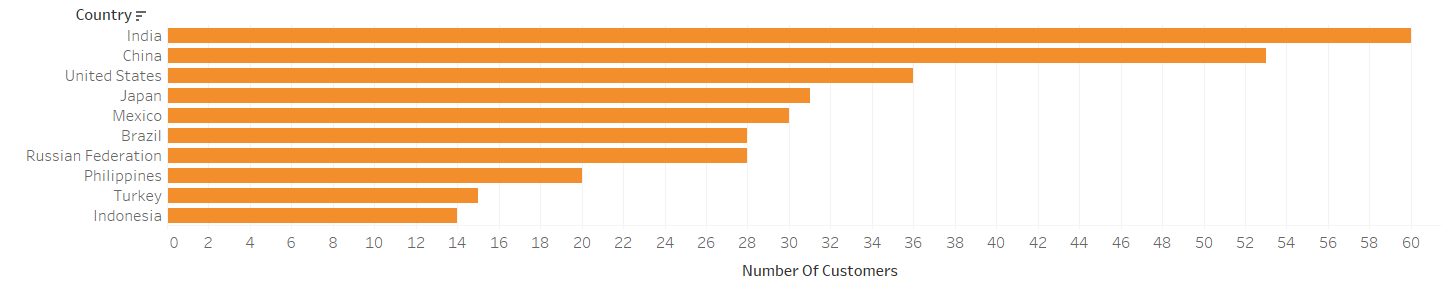 Country
India
China
United States
Japan
Mexico
Brazil
Russian Federation
Philippines
Turkey
Indonesia
0 2 4 6 8 10 12 14 16 18 20 22 24 26 28 30 32 34 36 38 40 42 44 46 48 50 52 54 56 58 60
Number Of Customers